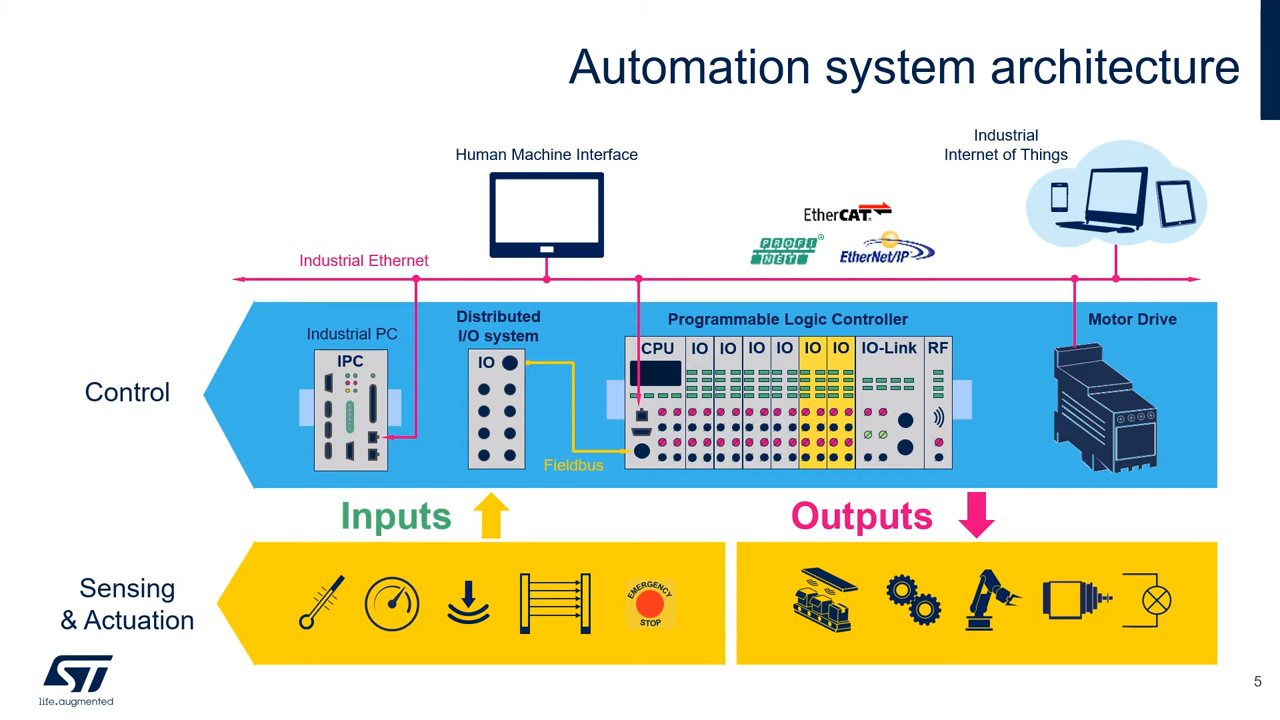 Automation system architecture
Human Machine Interface
Industrial
Internet of Things
EtherCAT®
PROFI
NET®
EtherNet/IP
Industrial Ethernet
Control
Industrial PC
IPC
Distributed
I/O system
IO
Fieldbus
Programmable Logic Controller
CPU IO IO IO IO IO IO IO-Link RF
Motor Drive
Inputs
Outputs
Sensing
& Actuation
EMERGENCY
STOP
ST
life.augmented
5